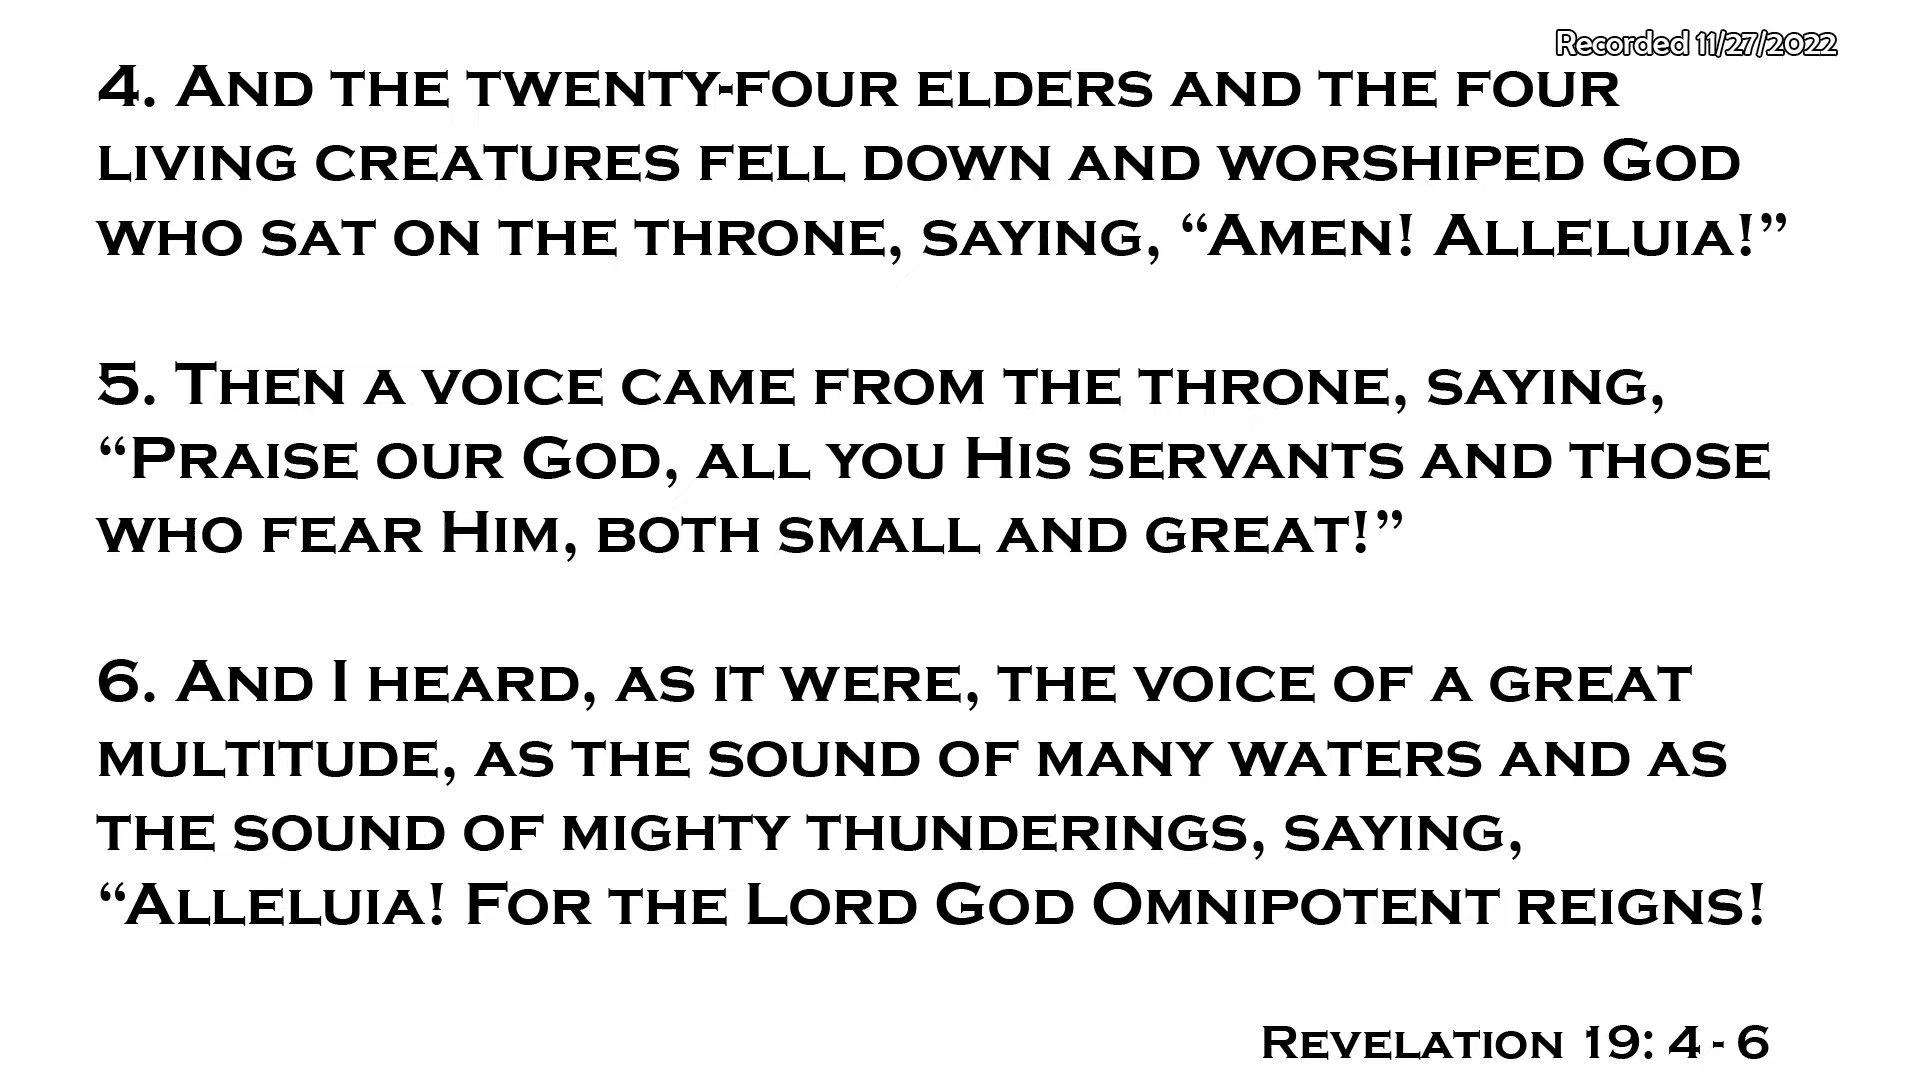 Recorded 11/27/2022
4. And the twenty-four elders and the four
living creatures fell down and worshiped God
who sat on the throne, saying, “Amen! Alleluia!”
5. Then a voice came from the throne, saying,
“Praise our God, all you His servants and those
who fear Him, both small and great!”
6. And I heard, as it were, the voice of a great
multitude, as the sound of many waters and as
the sound of mighty thunderings, saying,
“Alleluia! For the Lord God Omnipotent reigns!
Revelation 19: 4 - 6